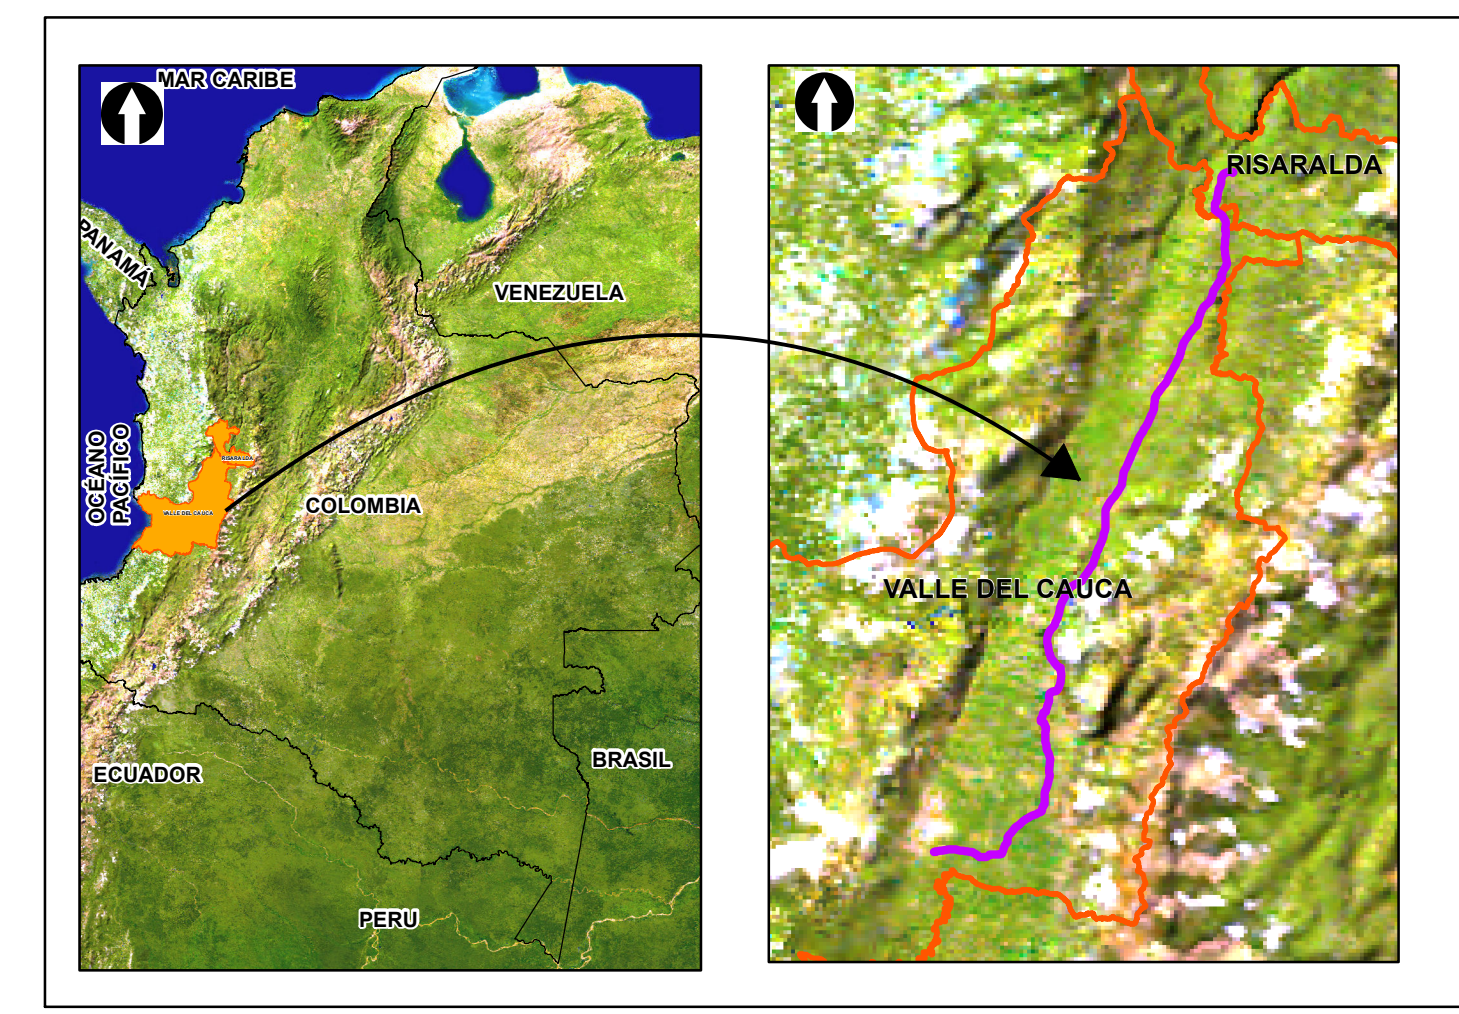 MAR CARIBE
PANAMÁ
VENEZUELA
OCÉANO
PACÍFICO
RISARALDA
VALLE DEL CAUCA
COLOMBIA
BRASIL
ECUADOR
PERU
RISARALDA
VALLE DEL CAUCA